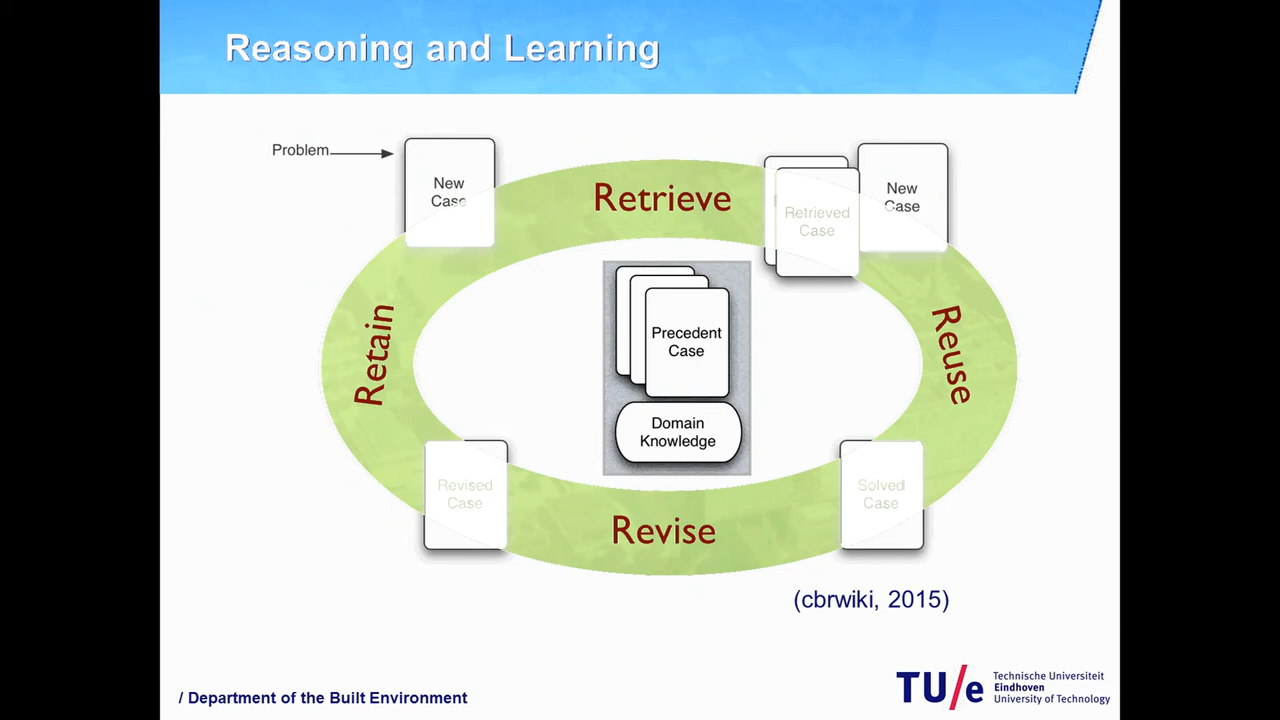 Reasoning and Learning
Problem
New
Case
Retrieve
Retrieved
Case
New
Case
Retain
Precedent
Case
Reuse
Domain
Knowledge
Revised
Case
Solved
Case
Revise
(cbrwiki, 2015)
/ Department of the Built Environment
TU/e
Technische Universiteit
Eindhoven
University of Technology